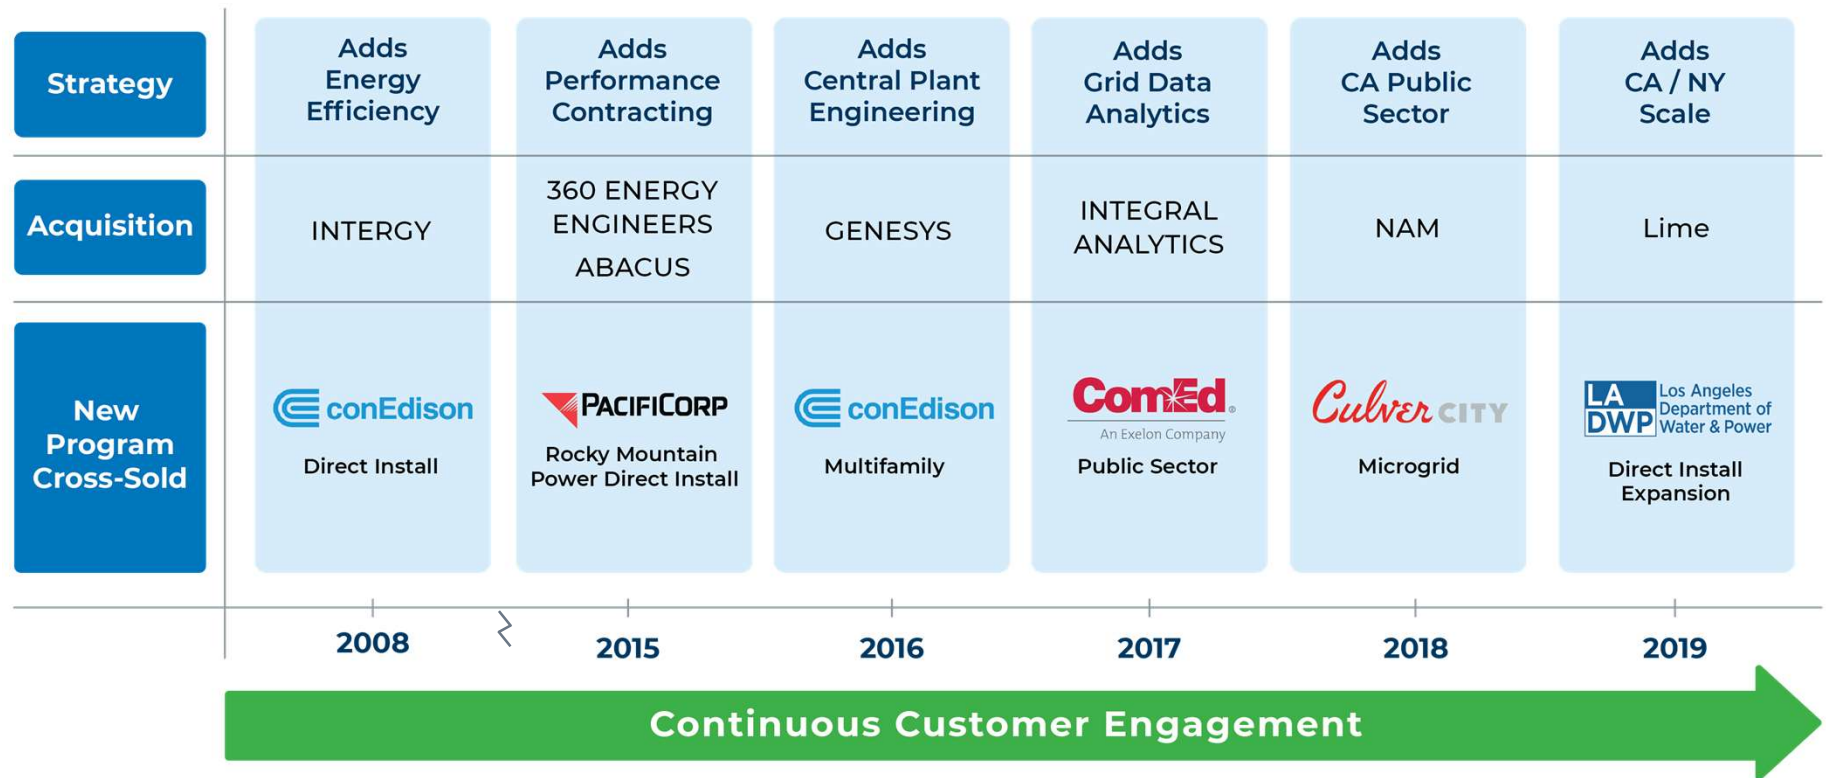 Strategy
Adds
Energy
Efficiency
Adds
Performance
Contracting
Adds
Central Plant
Engineering
Adds
Grid Data
Analytics
Adds
CA Public
Sector
Adds
CA / NY
Scale
Acquisition
INTERGY
360 ENERGY
ENGINEERS
ABACUS
GENESYS
INTEGRAL
ANALYTICS
NAM
Lime
New
Program
Cross-Sold
conEdison
Direct Install
PACIFICORP
Rocky Mountain
Power Direct Install
conEdison
Multifamily
ComEd®
An Exelon Company
Public Sector
Culver CITY
Microgrid
LA
DWP
Los Angeles
Department of
Water & Power
Direct Install
Expansion
2008
2015
2016
2017
2018
2019
Continuous Customer Engagement